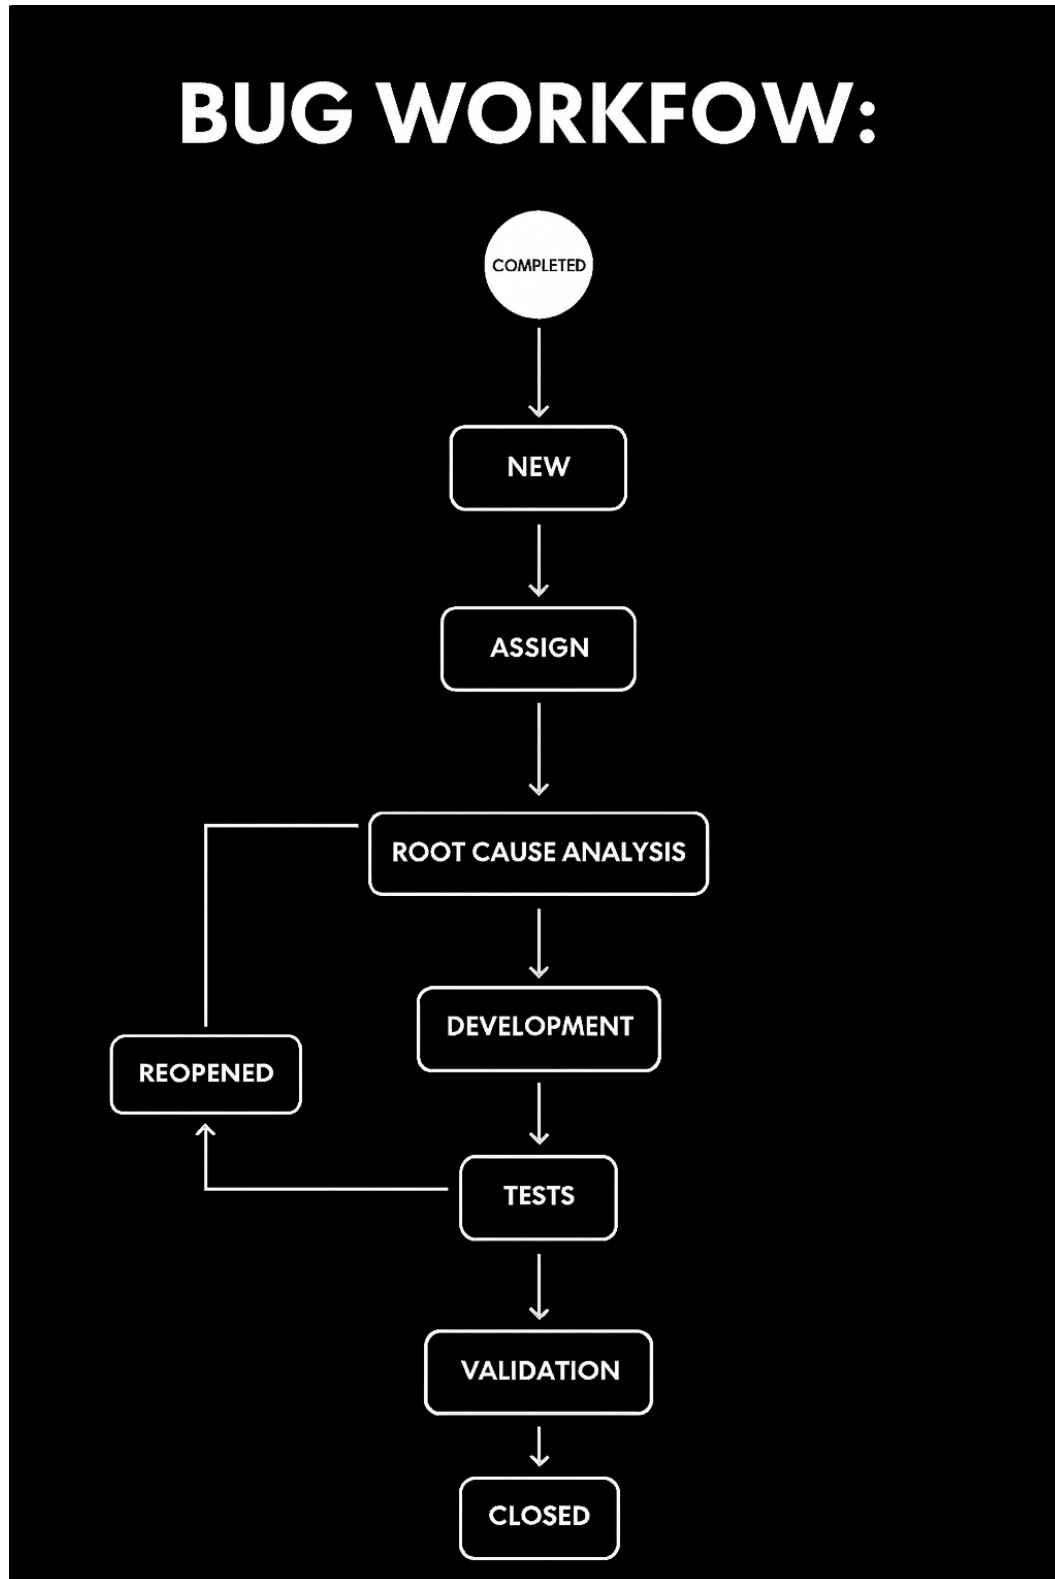 BUG WORKFOW:
COMPLETED
NEW
ASSIGN
ROOT CAUSE ANALYSIS
DEVELOPMENT
REOPENED
TESTS
VALIDATION
CLOSED